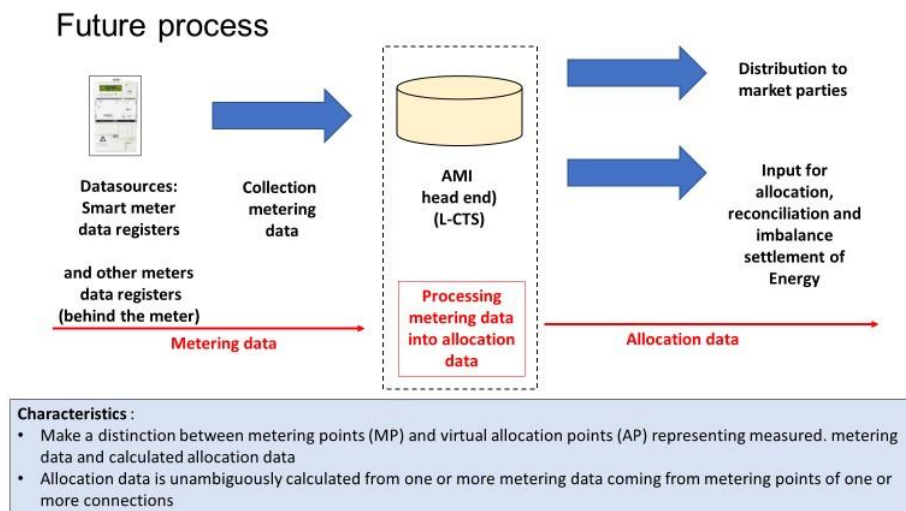 Future process
Datasources:
Smart meter
data registers
and other meters
data registers
(behind the meter)
Collection
metering
data
AMI
head end)
(L-CTS)
Processing
metering data
into allocation
data
Distribution to
market parties
Input for
allocation,
reconciliation and
imbalance
settlement of
Energy
Metering data
Allocation data
Characteristics :
• Make a distinction between metering points (MP) and virtual allocation points (AP) representing measured. metering
data and calculated allocation data
• Allocation data is unambiguously calculated from one or more metering data coming from metering points of one or
more connections